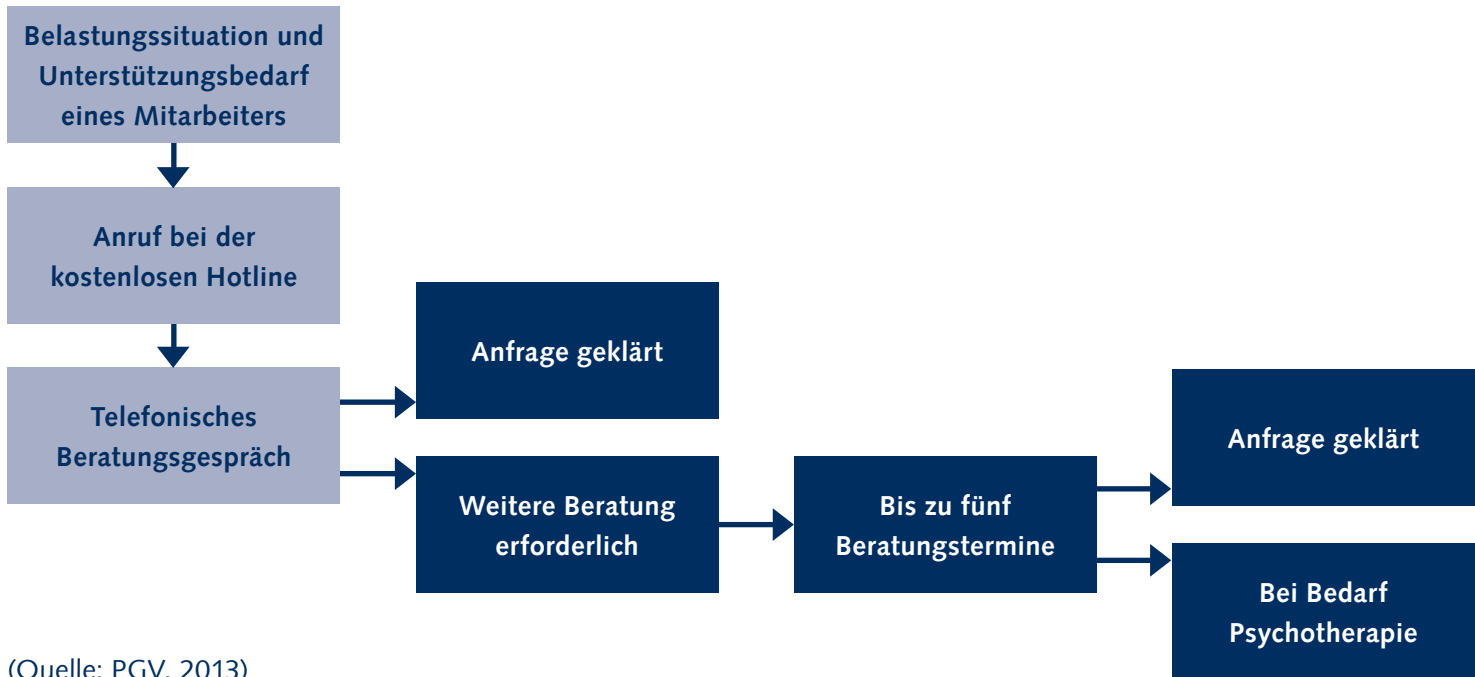 Belastungssituation und
Unterstützungsbedarf
eines Mitarbeiters
Anruf bei der
kostenlosen Hotline
Telefonisches
Beratungsgespräch
Anfrage geklärt
Weitere Beratung
erforderlich
Bis zu fünf
Beratungstermine
Anfrage geklärt
Bei Bedarf
Psychotherapie
(Quelle: PGV, 2013)